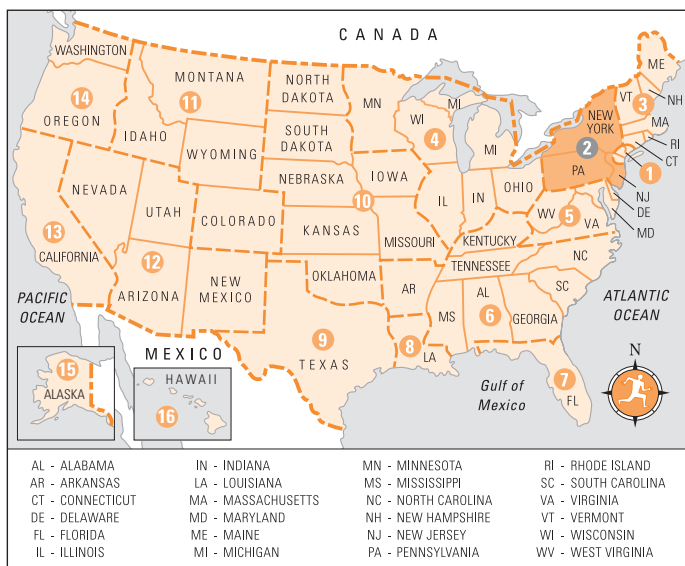 CANADA
WASHINGTON
MONTANA
NORTH
DAKOTA
MN
ME
VT
3
NH
14
OREGON
11
IDAHO
WYOMING
SOUTH
DAKOTA
WI
4
MI
MI
NEW
YORK
2
MA
RI
CT
1
NEVADA
UTAH
COLORADO
NEBRASKA
IOWA
10
KANSAS
MISSOURI
IL
IN
OHIO
PA
NJ
DE
MD
WV
5
VA
KENTUCKY
13
CALIFORNIA
12
ARIZONA
NEW
MEXICO
OKLAHOMA
AR
TENNESSEE
NC
SC
MS
AL
6
GEORGIA
PACIFIC
OCEAN
ATLANTIC
OCEAN
9
TEXAS
8
LA
7
FL
MEXICO
Gulf of
Mexico
N
15
ALASKA
HAWAII
16
AL - ALABAMA
AR - ARKANSAS
CT - CONNECTICUT
DE - DELAWARE
FL - FLORIDA
IL - ILLINOIS
IN - INDIANA
LA - LOUISIANA
MA - MASSACHUSETTS
MD - MARYLAND
ME - MAINE
MI - MICHIGAN
MN - MINNESOTA
MS - MISSISSIPPI
NC - NORTH CAROLINA
NH - NEW HAMPSHIRE
NJ - NEW JERSEY
PA - PENNSYLVANIA
RI - RHODE ISLAND
SC - SOUTH CAROLINA
VA - VIRGINIA
VT - VERMONT
WI - WISCONSIN
WV - WEST VIRGINIA